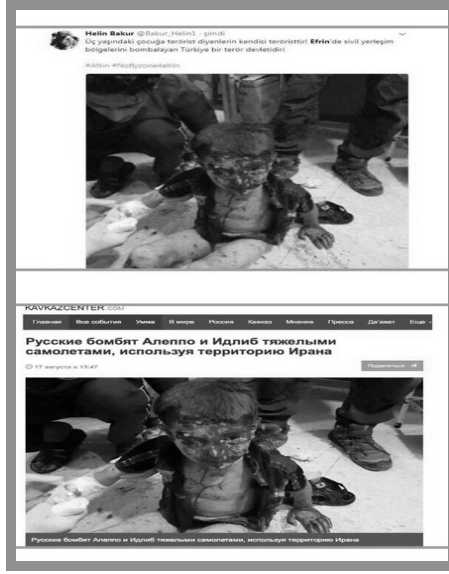 Helin Bakur @Bakur_Helin1 · şimdi
Üç yaşındaki çocuğa terörist diyenlerin kendisi teröristtir! Efrin'de sivil yerleşim
bölgelerini bombalayan Türkiye bir terör devletidir!
#Afrin #Noflyzone4afrin
KAVKAZCENTER.COM
Главная Все события Умма В мире Россия Кавказ Мнение Пресса Да'ават Еще
Русские бомбят Алеппо и Идлиб тяжелыми
самолетами, используя территорию Ирана
17 августа в 15:47
Поделиться
Русские бомбят Алеппо и Идлиб тяжелыми самолетами, используя территорию Ирана